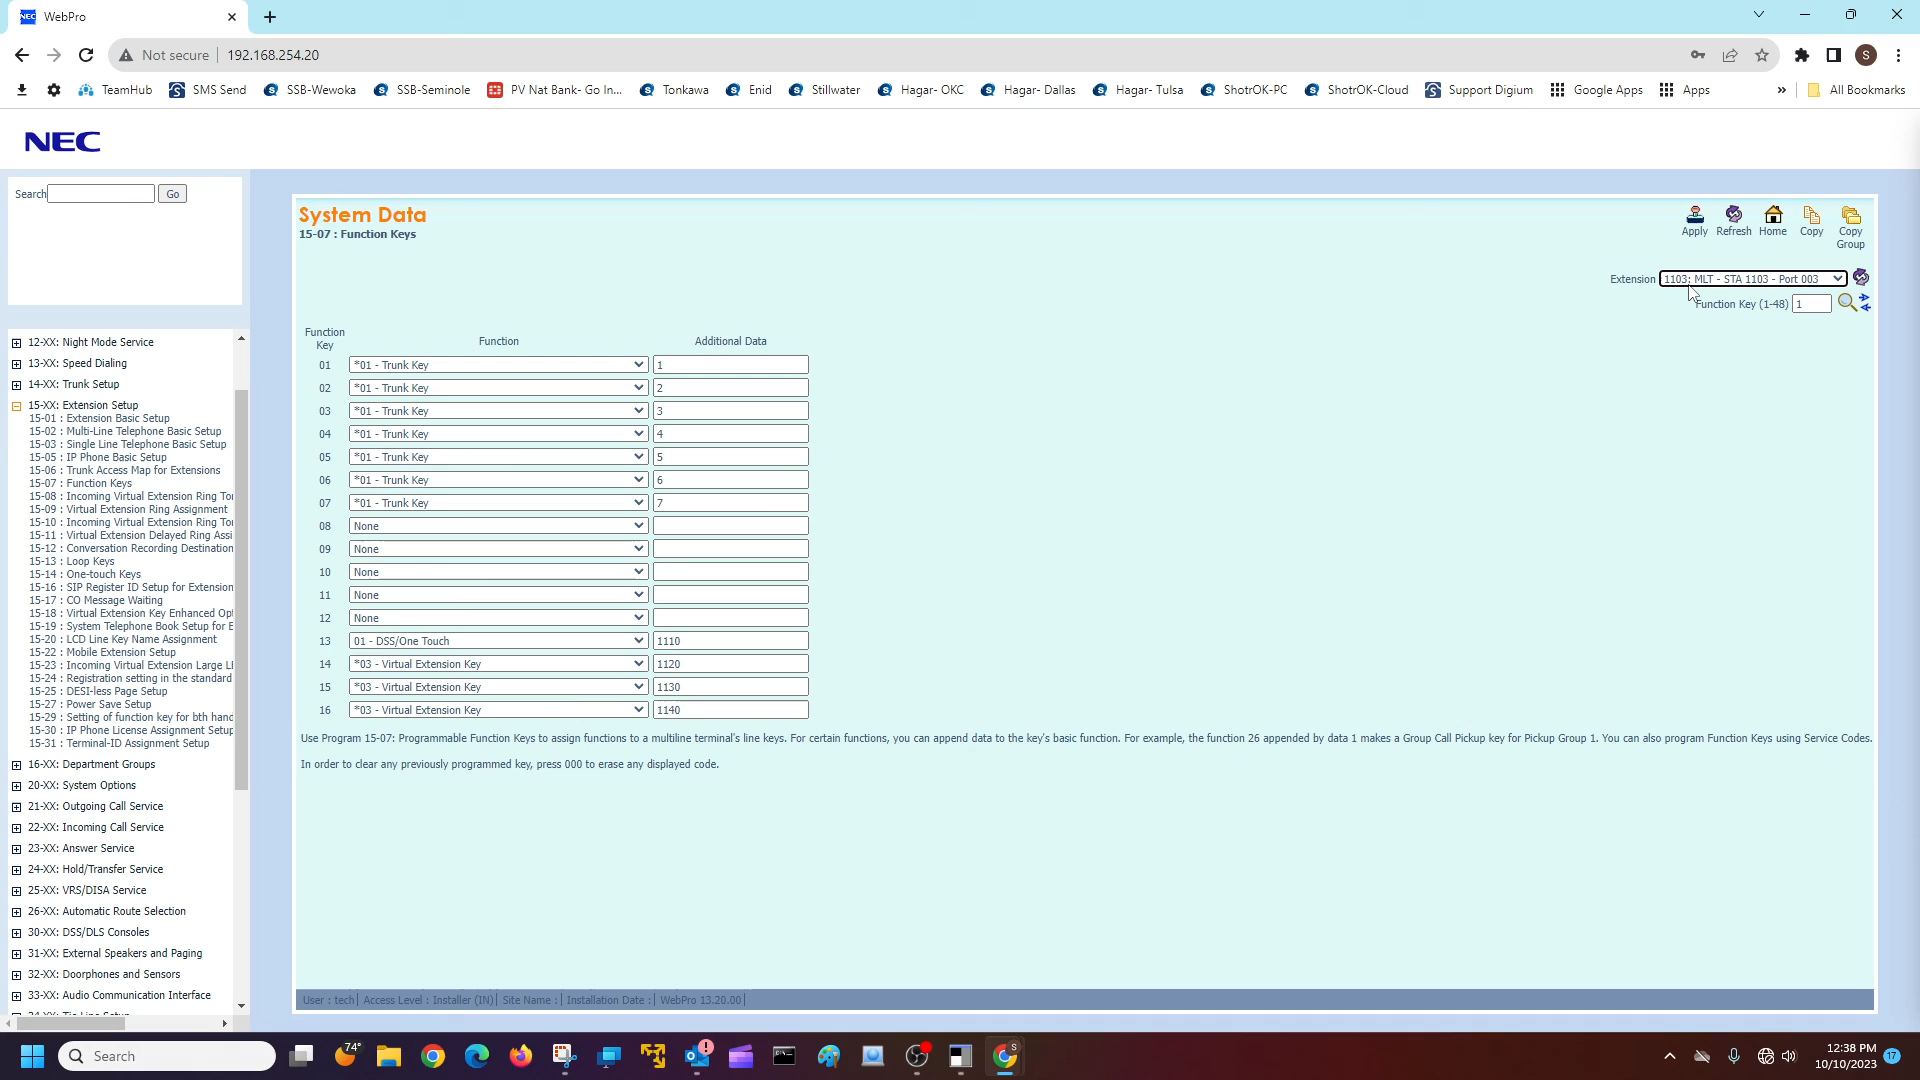 NEC WebPro
Not secure 192.168.254.20
S
TeamHub SMS Send SSB-Wewoka SSB-Seminole PV Nat Bank- Go In... Tonkawa Enid Stillwater Hagar- OKC Hagar- Dallas Hagar- Tulsa ShotrOK-PC ShotrOK-Cloud Support Digium Google Apps Apps » All Bookmarks
NEC
Search Go
12-XX: Night Mode Service
13-XX: Speed Dialing
14-XX: Trunk Setup
15-XX: Extension Setup
15-01 : Extension Basic Setup
15-02 : Multi-Line Telephone Basic Setup
15-03 : Single Line Telephone Basic Setup
15-05 : IP Phone Basic Setup
15-06 : Trunk Access Map for Extensions
15-07 : Function Keys
15-08 : Incoming Virtual Extension Ring To
15-09 : Virtual Extension Ring Assignment
15-10 : Incoming Virtual Extension Ring To
15-11 : Virtual Extension Delayed Ring Assi
15-12 : Conversation Recording Destination
15-13 : Loop Keys
15-14 : One-touch Keys
15-16 : SIP Register ID Setup for Extension
15-17 : CO Message Waiting
15-18 : Virtual Extension Key Enhanced Op
15-19 : System Telephone Book Setup for E
15-20 : LCD Line Key Name Assignment
15-22 : Mobile Extension Setup
15-23 : Incoming Virtual Extension Large L
15-24 : Registration setting in the standard
15-25 : DESI-less Page Setup
15-27 : Power Save Setup
15-29 : Setting of function key for bth hand
15-30 : IP Phone License Assignment Setup
15-31 : Terminal-ID Assignment Setup
16-XX: Department Groups
20-XX: System Options
21-XX: Outgoing Call Service
22-XX: Incoming Call Service
23-XX: Answer Service
24-XX: Hold/Transfer Service
25-XX: VRS/DISA Service
26-XX: Automatic Route Selection
30-XX: DSS/DLS Consoles
31-XX: External Speakers and Paging
32-XX: Doorphones and Sensors
33-XX: Audio Communication Interface
System Data
15-07 : Function Keys
Apply Refresh Home Copy Copy Group
Extension 1103: MLT - STA 1103 - Port 003
Function Key (1-48) 1
Function Key Function Additional Data
01 *01 - Trunk Key 1
02 *01 - Trunk Key 2
03 *01 - Trunk Key 3
04 *01 - Trunk Key 4
05 *01 - Trunk Key 5
06 *01 - Trunk Key 6
07 *01 - Trunk Key 7
08 None
09 None
10 None
11 None
12 None
13 01 - DSS/One Touch 1110
14 *03 - Virtual Extension Key 1120
15 *03 - Virtual Extension Key 1130
16 *03 - Virtual Extension Key 1140
Use Program 15-07: Programmable Function Keys to assign functions to a multiline terminal's line keys. For certain functions, you can append data to the key's basic function. For example, the function 26 appended by data 1 makes a Group Call Pickup key for Pickup Group 1. You can also program Function Keys using Service Codes.
In order to clear any previously programmed key, press 000 to erase any displayed code.
User : tech| Access Level : Installer (IN)| Site Name : | Installation Date : | WebPro 13.20.00|
Search 74° S 12:38 PM
10/10/2023 17